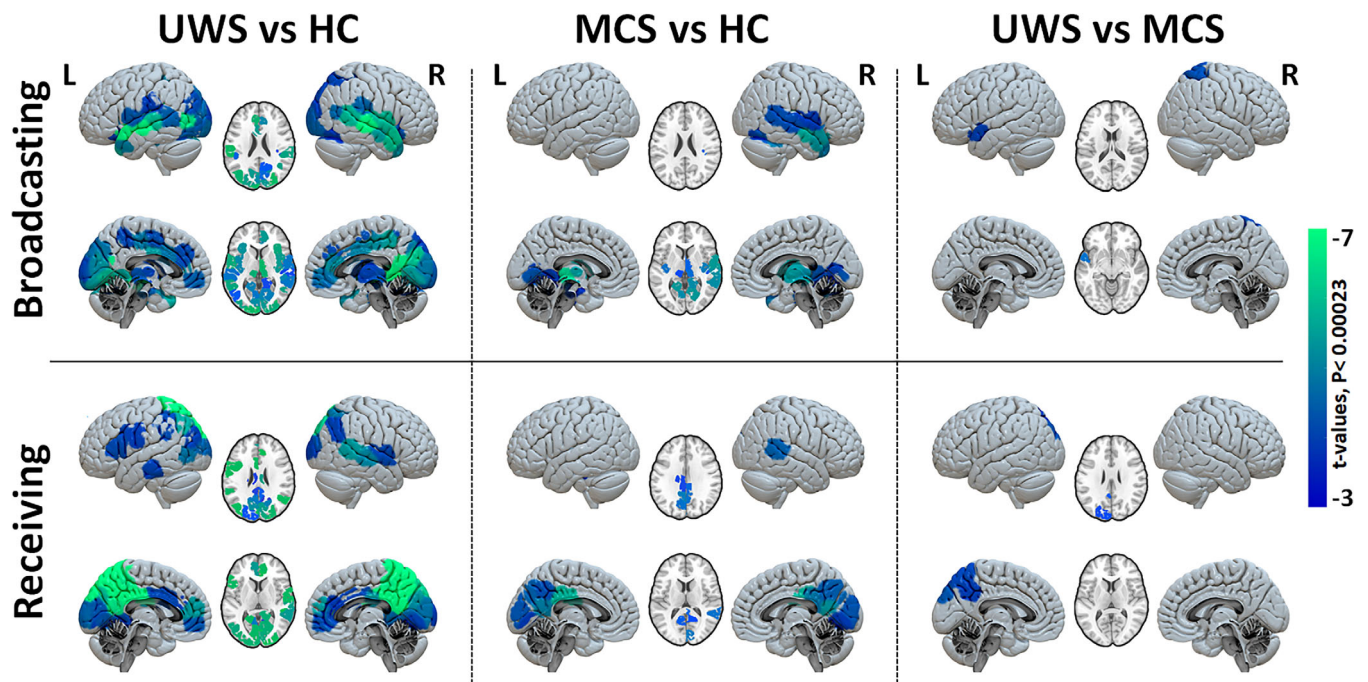 UWS vs HC
MCS vs HC
UWS vs MCS
L
R
L
R
L
R
Broadcasting
Receiving
-7
t-values, P< 0.00023
-3